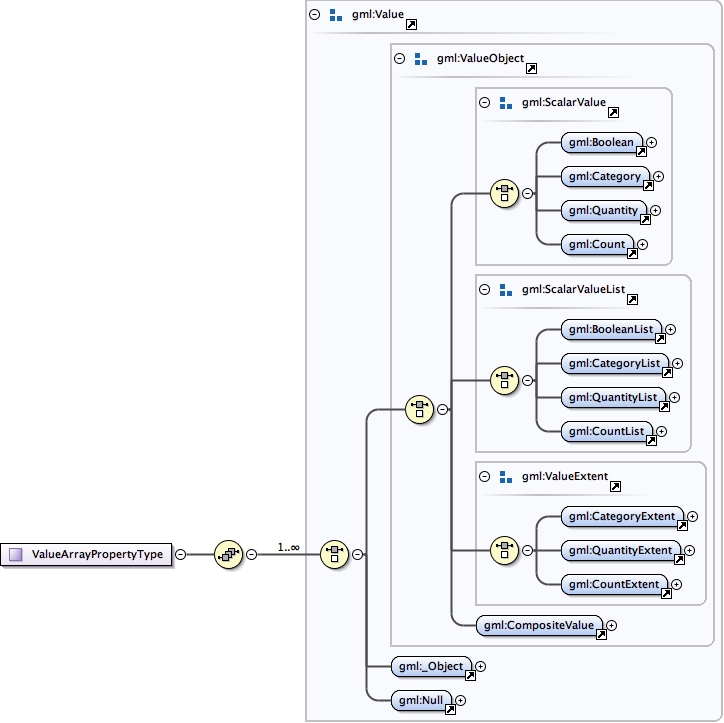 gml:Value
gml:ValueObject
gml:ScalarValue
gml:Boolean
gml:Category
gml:Quantity
gml:Count
gml:ScalarValueList
gml:BooleanList
gml:CategoryList
gml:QuantityList
gml:CountList
gml:ValueExtent
gml:CategoryExtent
ValueArrayPropertyType
1..∞
gml:QuantityExtent
gml:CountExtent
gml:CompositeValue
gml:_Object
gml:Null